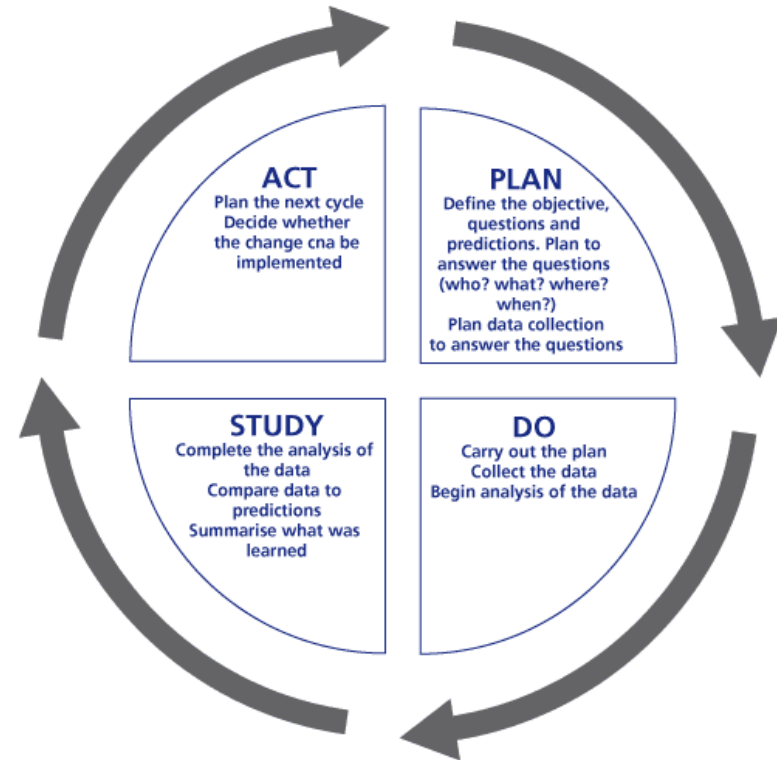 ACT
Plan the next cycle
Decide whether
the change cna be
implemented
PLAN
Define the objective,
questions and
predictions. Plan to
answer the questions
(who? what? where?
when?)
Plan data collection
to answer the questions
STUDY
Complete the analysis of
the data
Compare data to
predictions
Summarise what was
learned
DO
Carry out the plan
Collect the data
Begin analysis of the data